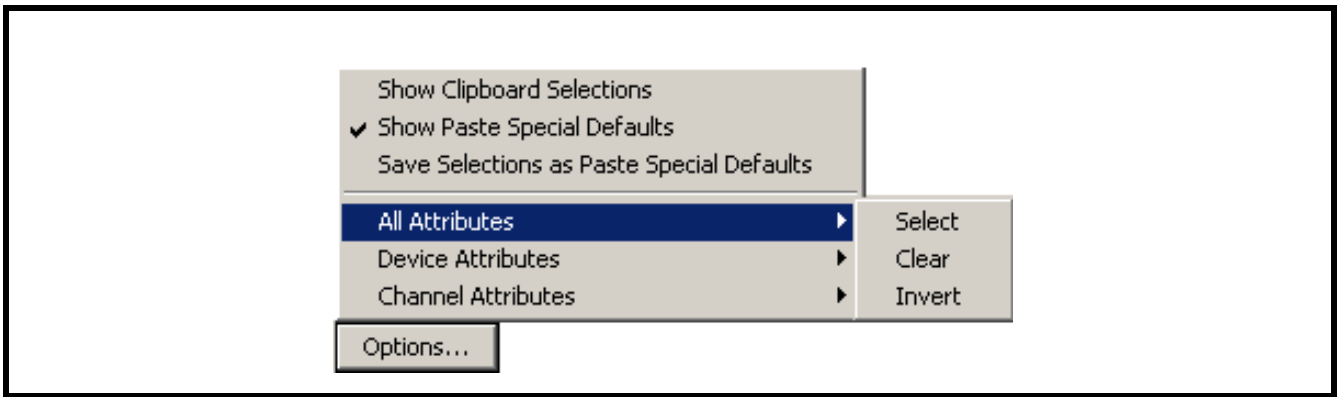 Show Clipboard Selections
Show Paste Special Defaults
Save Selections as Paste Special Defaults
All Attributes
Device Attributes
Channel Attributes
Select
Clear
Invert
Options...